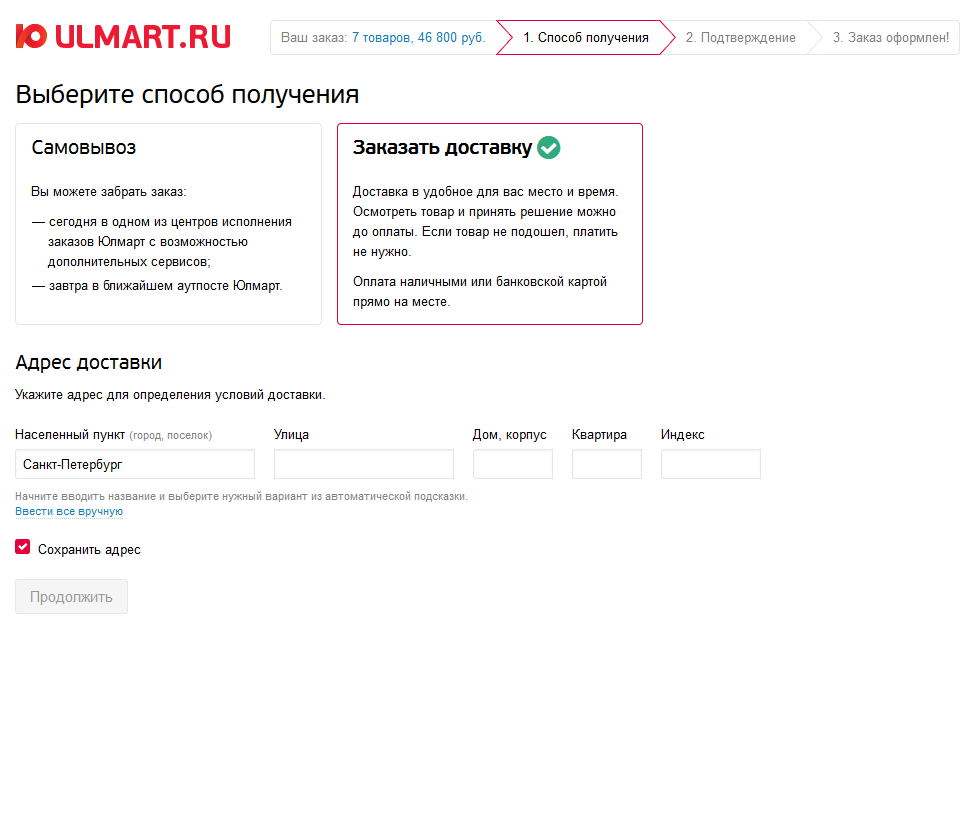 Ю ULMART.RU
Ваш заказ: 7 товаров, 46 800 руб. 1. Способ получения 2. Подтверждение 3. Заказ оформлен!
Выберите способ получения
Самовывоз
Вы можете забрать заказ:
— сегодня в одном из центров исполнения
заказов Юлмарт с возможностью
дополнительных сервисов;
— завтра в ближайшем аутпосте Юлмарт.
Заказать доставку
Доставка в удобное для вас место и время.
Осмотреть товар и принять решение можно
до оплаты. Если товар не подошел, платить
не нужно.
Оплата наличными или банковской картой
прямо на месте.
Адрес доставки
Укажите адрес для определения условий доставки.
Населенный пункт (город, поселок) Улица Дом, корпус Квартира Индекс
Санкт-Петербург
Начните вводить название и выберите нужный вариант из автоматической подсказки.
Ввести все вручную
Сохранить адрес
Продолжить